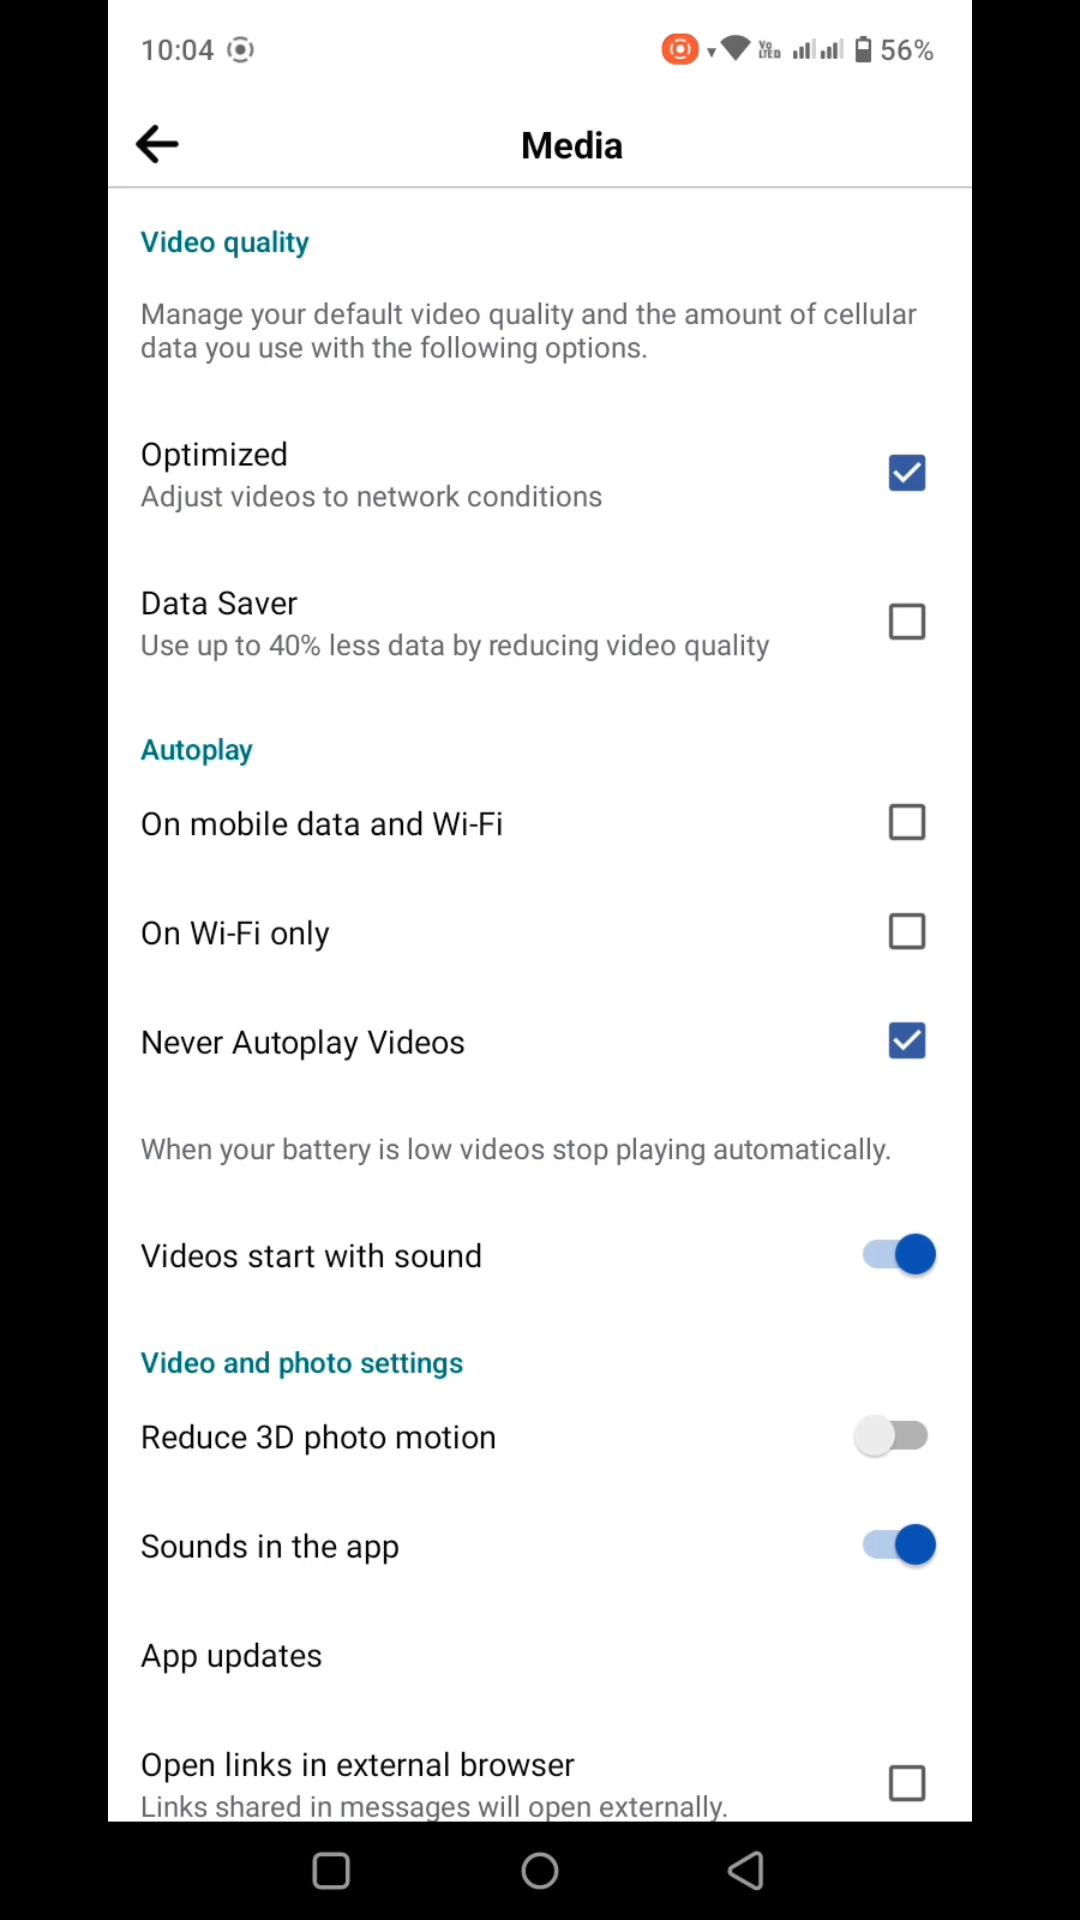 10:04
Vo LTE 56%
Media
Video quality
Manage your default video quality and the amount of cellular
data you use with the following options.
Optimized
Adjust videos to network conditions
Data Saver
Use up to 40% less data by reducing video quality
Autoplay
On mobile data and Wi-Fi
On Wi-Fi only
Never Autoplay Videos
When your battery is low videos stop playing automatically.
Videos start with sound
Video and photo settings
Reduce 3D photo motion
Sounds in the app
App updates
Open links in external browser
Links shared in messages will open externally.